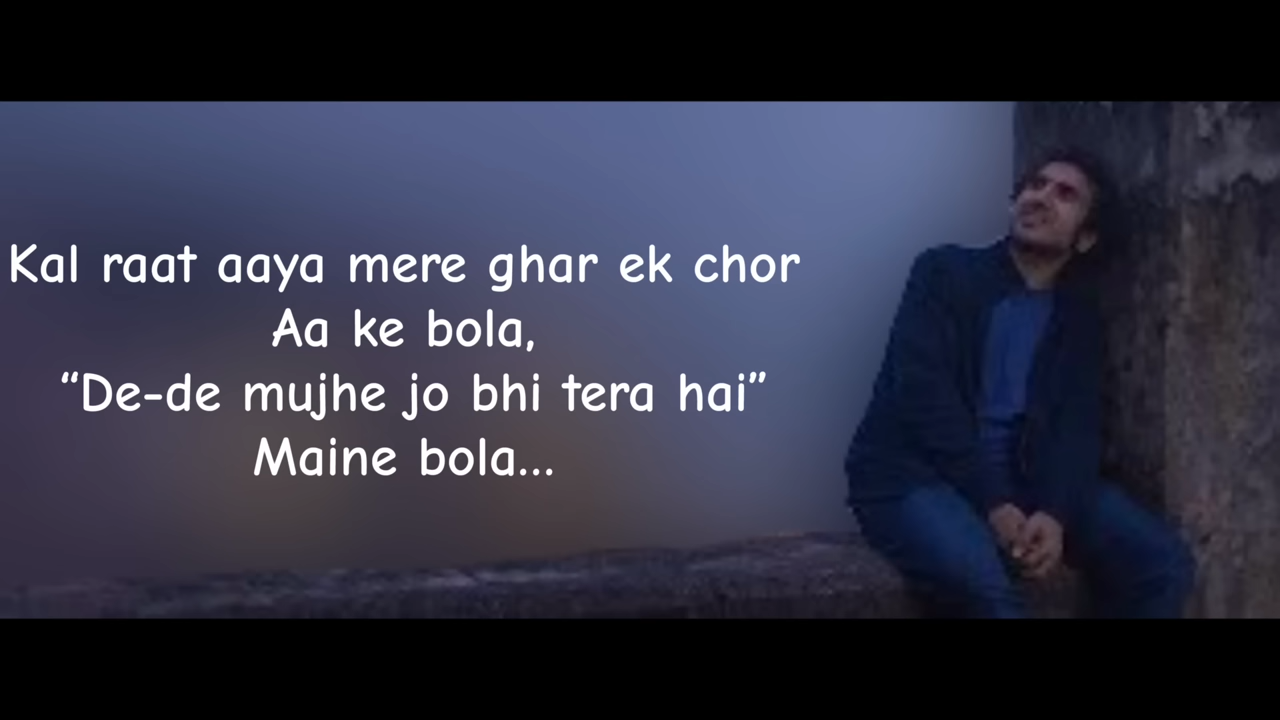 Kal raat aaya mere ghar ek chor
Aa ke bola,
“De-de mujhe jo bhi tera hai”
Maine bola...